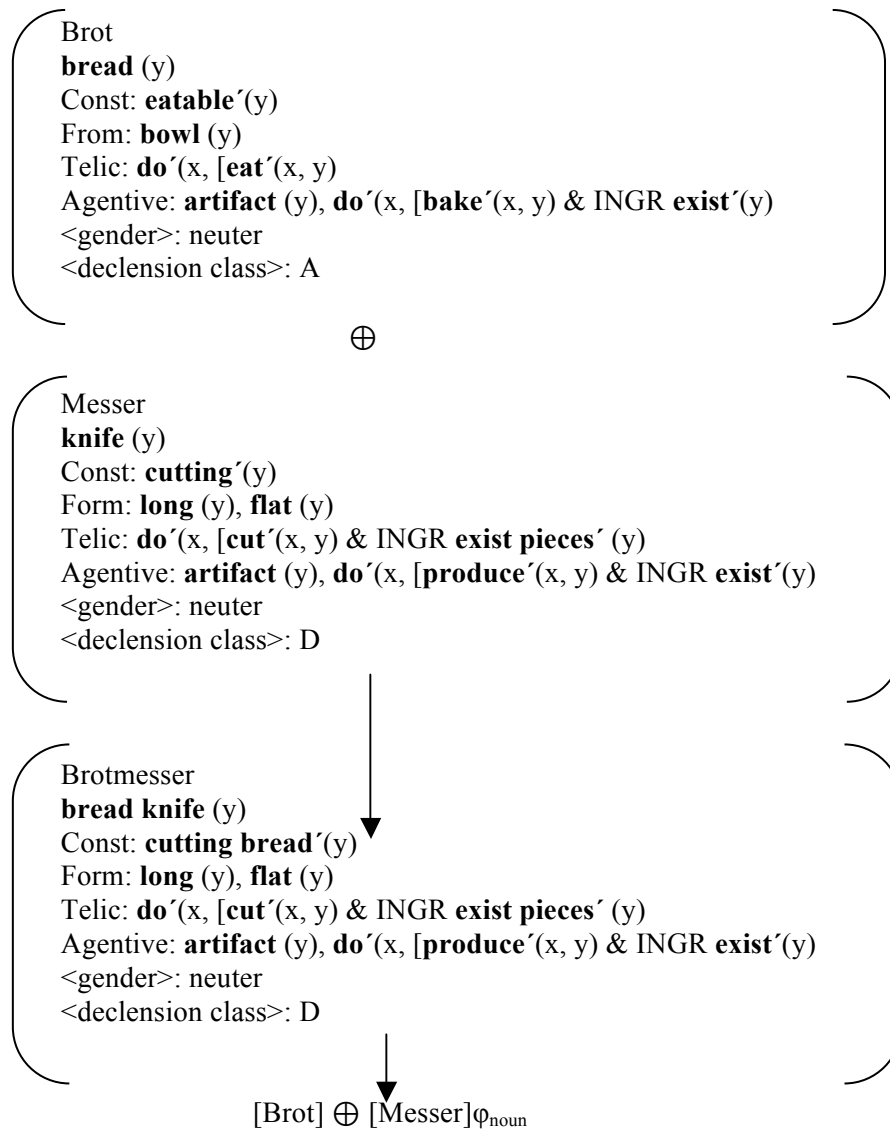 Brot
bread (y)
Const: eatable´(y)
From: bowl (y)
Telic: do´(x, [eat´(x, y)
Agentive: artifact (y), do´(x, [bake´(x, y) & INGR exist´(y)
<gender>: neuter
<declension class>: A
⊕
Messer
knife (y)
Const: cutting´(y)
Form: long (y), flat (y)
Telic: do´(x, [cut´(x, y) & INGR exist pieces´ (y)
Agentive: artifact (y), do´(x, [produce´(x, y) & INGR exist´(y)
<gender>: neuter
<declension class>: D
Brotmesser
bread knife (y)
Const: cutting bread´(y)
Form: long (y), flat (y)
Telic: do´(x, [cut´(x, y) & INGR exist pieces´ (y)
Agentive: artifact (y), do´(x, [produce´(x, y) & INGR exist´(y)
<gender>: neuter
<declension class>: D
[Brot] ⊕ [Messer]φnoun